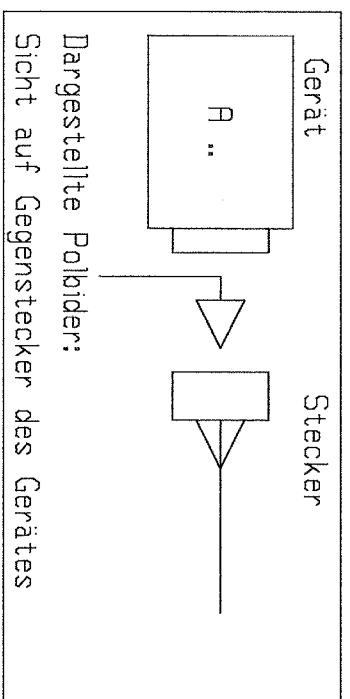 Gerät Stecker
A ..
Dargestellte Polbider:
Sicht auf Gegenstecker des Gerätes